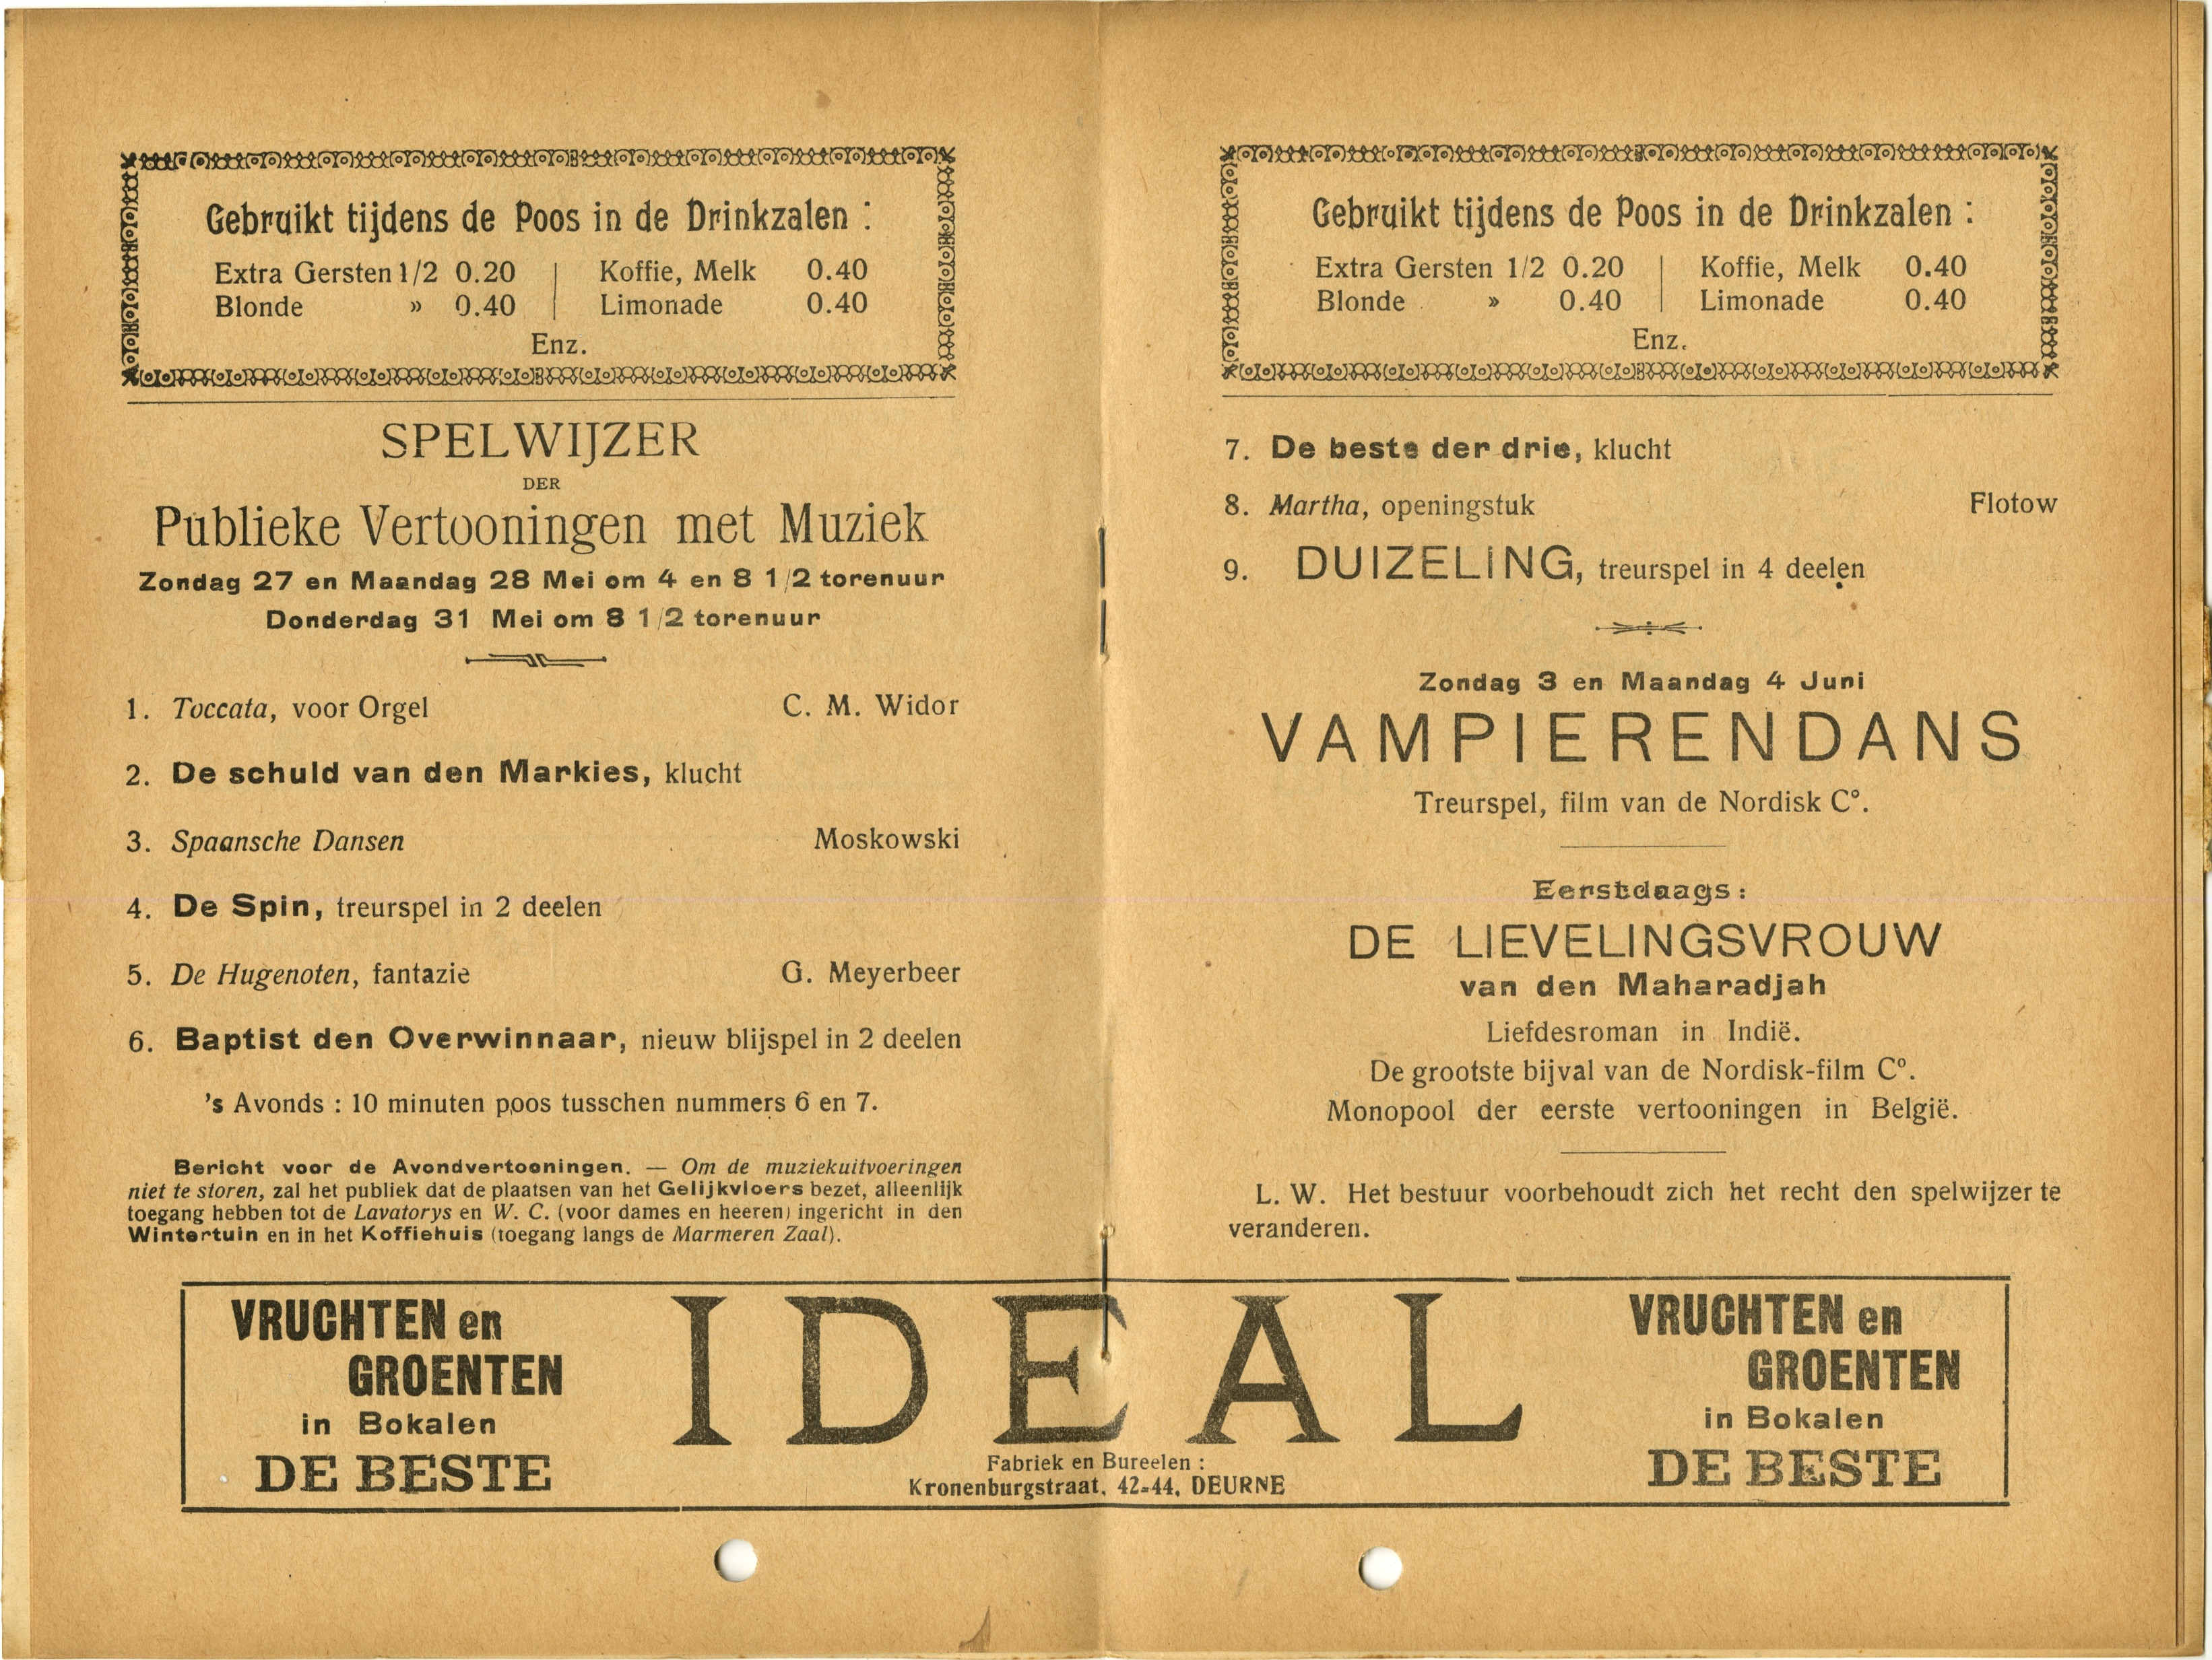 Gebruikt tijdens de Poos in de Drinkzalen :
Extra Gersten 1/2 0.20 | Koffie, Melk 0.40
Blonde » 0.40 | Limonade 0.40
Enz.
SPELWIJZER
DER
Publieke Vertooningen met Muziek
Zondag 27 en Maandag 28 Mei om 4 en 8 1/2 torenuur
Donderdag 31 Mei om 8 1/2 torenuur
1. Toccata, voor Orgel C. M. Widor
2. De schuld van den Markies, klucht
3. Spaansche Dansen Moskowski
4. De Spin, treurspel in 2 deelen
5. De Hugenoten, fantazie G. Meyerbeer
6. Baptist den Overwinnaar, nieuw blijspel in 2 deelen
's Avonds : 10 minuten poos tusschen nummers 6 en 7.
Bericht voor de Avondvertooningen. — Om de muziekuitvoeringen
niet te storen, zal het publiek dat de plaatsen van het Gelijkvloers bezet, alleenlijk
toegang hebben tot de Lavatorys en W. C. (voor dames en heeren) ingericht in den
Wintertuin en in het Koffiehuis (toegang langs de Marmeren Zaal).
Gebruikt tijdens de Poos in de Drinkzalen :
Extra Gersten 1/2 0.20 | Koffie, Melk 0.40
Blonde » 0.40 | Limonade 0.40
Enz.
7. De beste der drie, klucht
8. Martha, openingstuk Flotow
9. DUIZELING, treurspel in 4 deelen
Zondag 3 en Maandag 4 Juni
VAMPIERENDANS
Treurspel, film van de Nordisk Cº.
Eerstdaags :
DE LIEVELINGSVROUW
van den Maharadjah
Liefdesroman in Indië.
De grootste bijval van de Nordisk-film Cº.
Monopool der eerste vertooningen in België.
L. W. Het bestuur voorbehoudt zich het recht den spelwijzer te
veranderen.
VRUCHTEN en
GROENTEN
in Bokalen
DE BESTE
IDEAL
Fabriek en Bureelen :
Kronenburgstraat, 42-44, DEURNE
VRUCHTEN en
GROENTEN
in Bokalen
DE BESTE